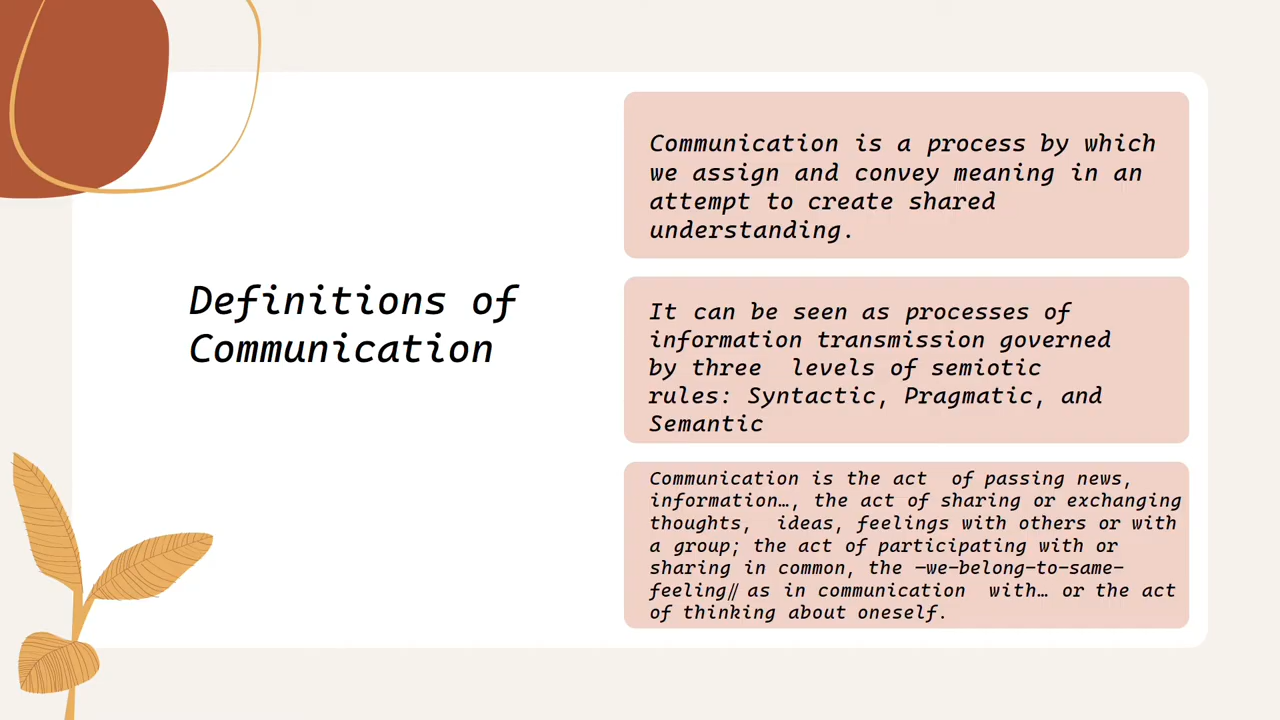 Definitions of
Communication
Communication is a process by which
we assign and convey meaning in an
attempt to create shared
understanding.
It can be seen as processes of
information transmission governed
by three  levels of semiotic
rules: Syntactic, Pragmatic, and
Semantic
Communication is the act  of passing news,
information…, the act of sharing or exchanging
thoughts,  ideas, feelings with others or with
a group; the act of participating with or
sharing in common, the ―we-belong-to-same-
feeling‖ as in communication  with… or the act
of thinking about oneself.